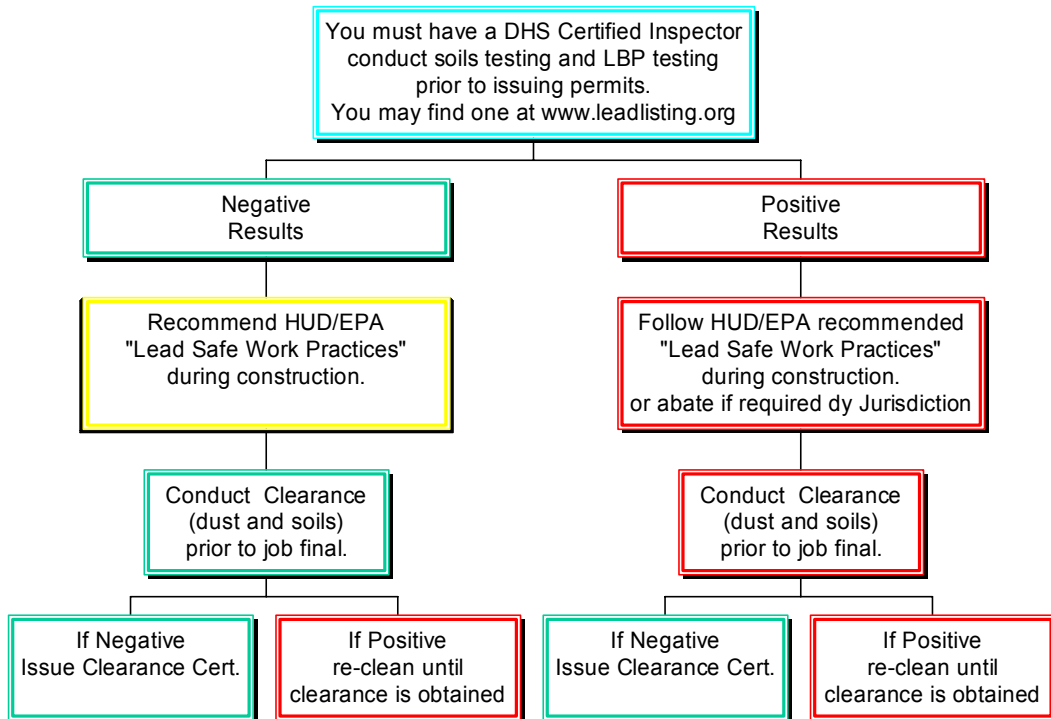 You must have a DHS Certified Inspector
conduct soils testing and LBP testing
prior to issuing permits.
You may find one at www.leadlisting.org
Negative
Results
Positive
Results
Recommend HUD/EPA
"Lead Safe Work Practices"
during construction.
Follow HUD/EPA recommended
"Lead Safe Work Practices"
during construction.
or abate if required dy Jurisdiction
Conduct Clearance
(dust and soils)
prior to job final.
Conduct Clearance
(dust and soils)
prior to job final.
If Negative
Issue Clearance Cert.
If Positive
re-clean until
clearance is obtained
If Negative
Issue Clearance Cert.
If Positive
re-clean until
clearance is obtained